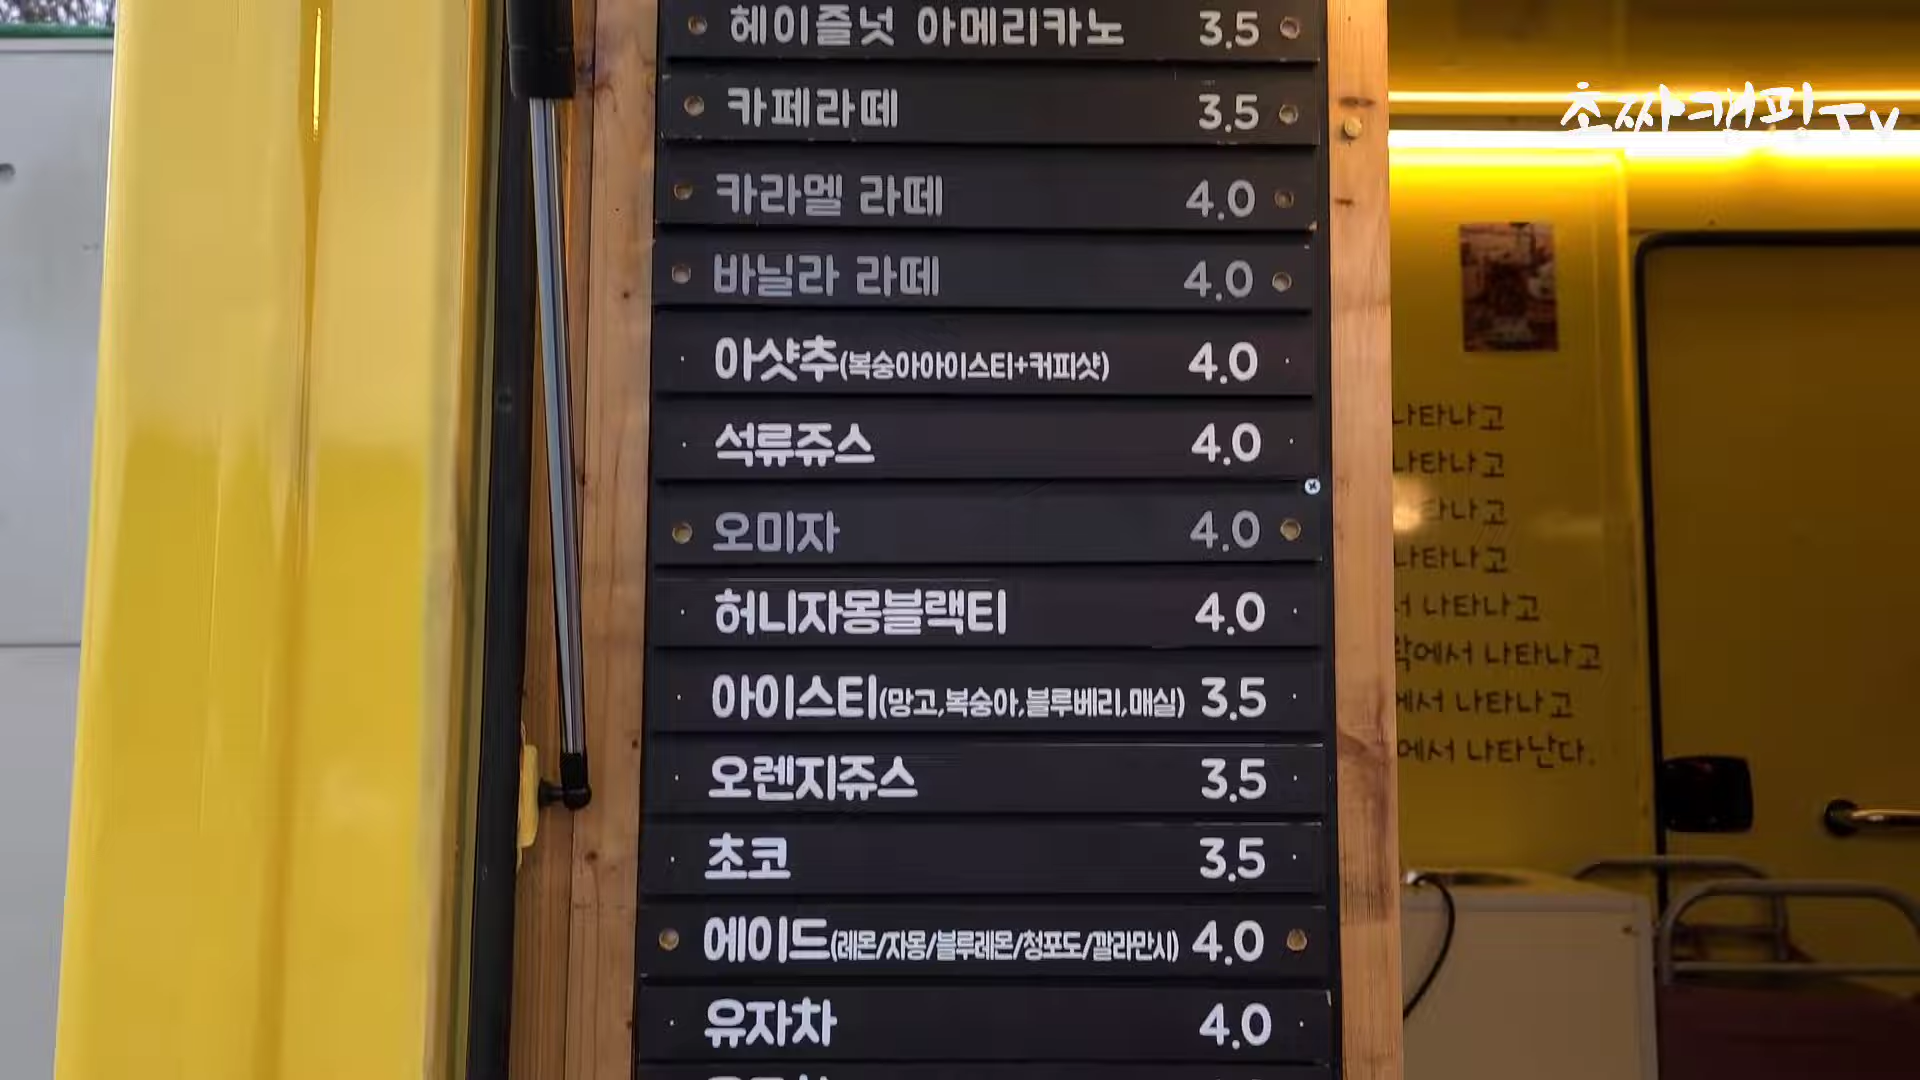 헤이즐넛 아메리카노 3.5
카페라떼 3.5
카라멜 라떼 4.0
바닐라 라떼 4.0
아샷추(복숭아아이스티+커피샷) 4.0
석류쥬스 4.0
오미자 4.0
허니자몽블랙티 4.0
아이스티(망고,복숭아,블루베리,매실) 3.5
오렌지쥬스 3.5
초코 3.5
에이드(레몬/자몽/블루레몬/청포도/깔라만시) 4.0
유자차 4.0
초짜캠핑TV
나타나고
나타나고
나타나고
나타나고
서 나타나고
에서 나타나고
에서 나타나고
에서 나타난다.